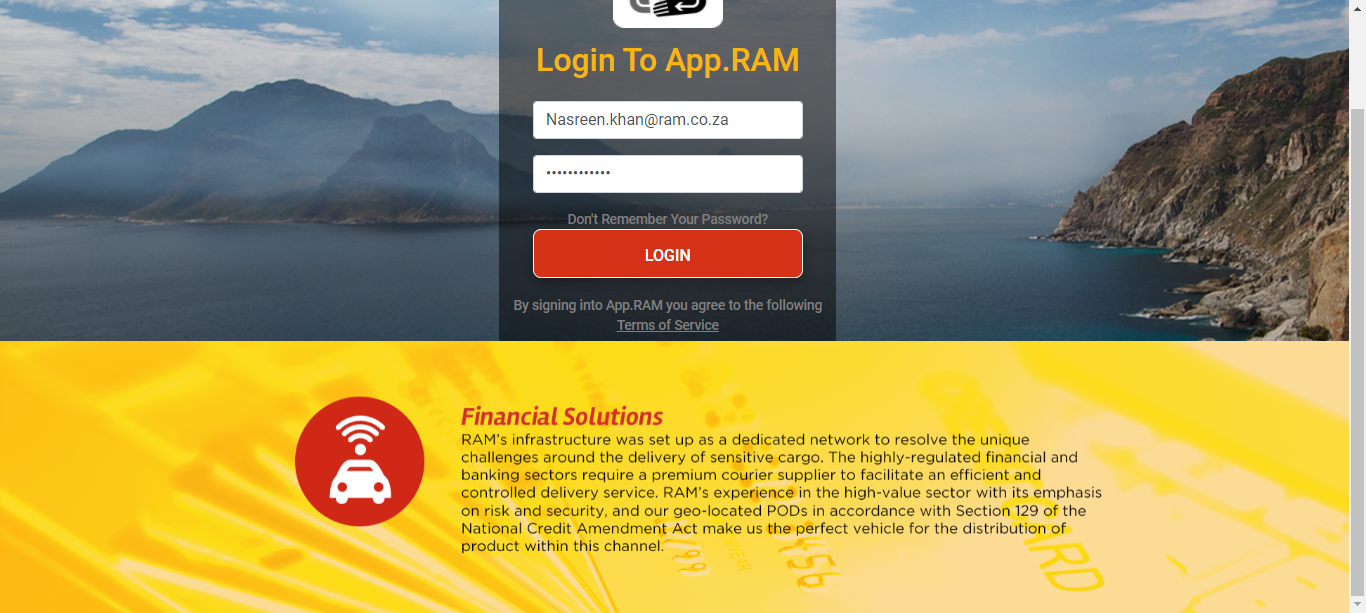 Login To App.RAM
Nasreen.khan@ram.co.za
••••••••••••
Don't Remember Your Password?
LOGIN
By signing into App.RAM you agree to the following
Terms of Service
Financial Solutions
RAM's infrastructure was set up as a dedicated network to resolve the unique
challenges around the delivery of sensitive cargo. The highly-regulated financial and
banking sectors require a premium courier supplier to facilitate an efficient and
controlled delivery service. RAM's experience in the high-value sector with its emphasis
on risk and security, and our geo-located PODs in accordance with Section 129 of the
National Credit Amendment Act make us the perfect vehicle for the distribution of
product within this channel.